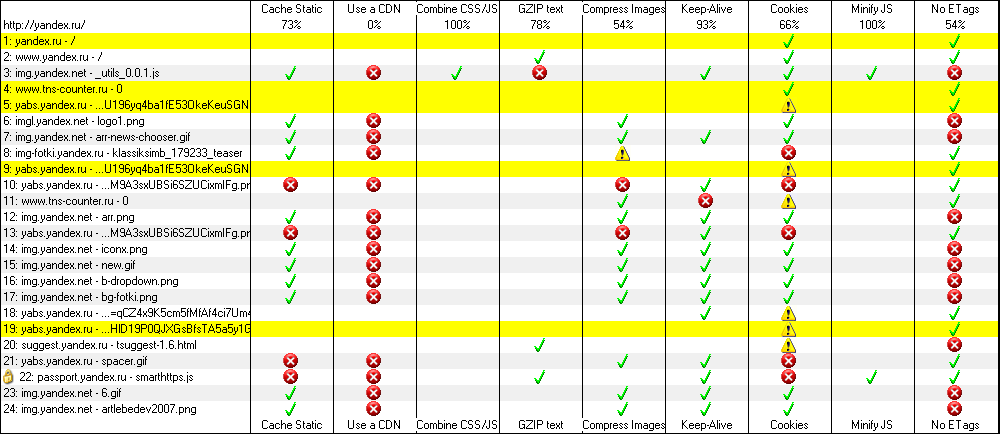 Cache Static Use a CDN Combine CSS/JS GZIP text Compress Images Keep-Alive Cookies Minify JS No ETags
http://yandex.ru/ 73% 0% 100% 78% 54% 93% 66% 100% 54%
1: yandex.ru - /
2: www.yandex.ru - /
3: img.yandex.net - _utils_0.0.1.js
4: www.tns-counter.ru - 0
5: yabs.yandex.ru - ...U196yq4ba1fE53OkeKeuSGN
6: imgl.yandex.net - logo1.png
7: img.yandex.net - arr-news-chooser.gif
8: img-fotki.yandex.ru - klassiksimb_179233_teaser
9: yabs.yandex.ru - ...U196yq4ba1fE53OkeKeuSGN
10: yabs.yandex.ru - ...M9A3sxUBSi6SZUCixmIFg.pr
11: www.tns-counter.ru - 0
12: img.yandex.net - arr.png
13: yabs.yandex.ru - ...M9A3sxUBSi6SZUCixmIFg.pr
14: img.yandex.net - iconx.png
15: img.yandex.net - new.gif
16: img.yandex.net - b-dropdown.png
17: img.yandex.net - bg-fotki.png
18: yabs.yandex.ru - ...=qCZ4x9K5cm5fMfAf4ci7Um4
19: yabs.yandex.ru - ...HID19P0QJXGsBfsTA5a5y1G
20: suggest.yandex.ru - tsuggest-1.6.html
21: yabs.yandex.ru - spacer.gif
22: passport.yandex.ru - smarthttps.js
23: img.yandex.net - 6.gif
24: img.yandex.net - artlebedev2007.png
Cache Static Use a CDN Combine CSS/JS GZIP text Compress Images Keep-Alive Cookies Minify JS No ETags